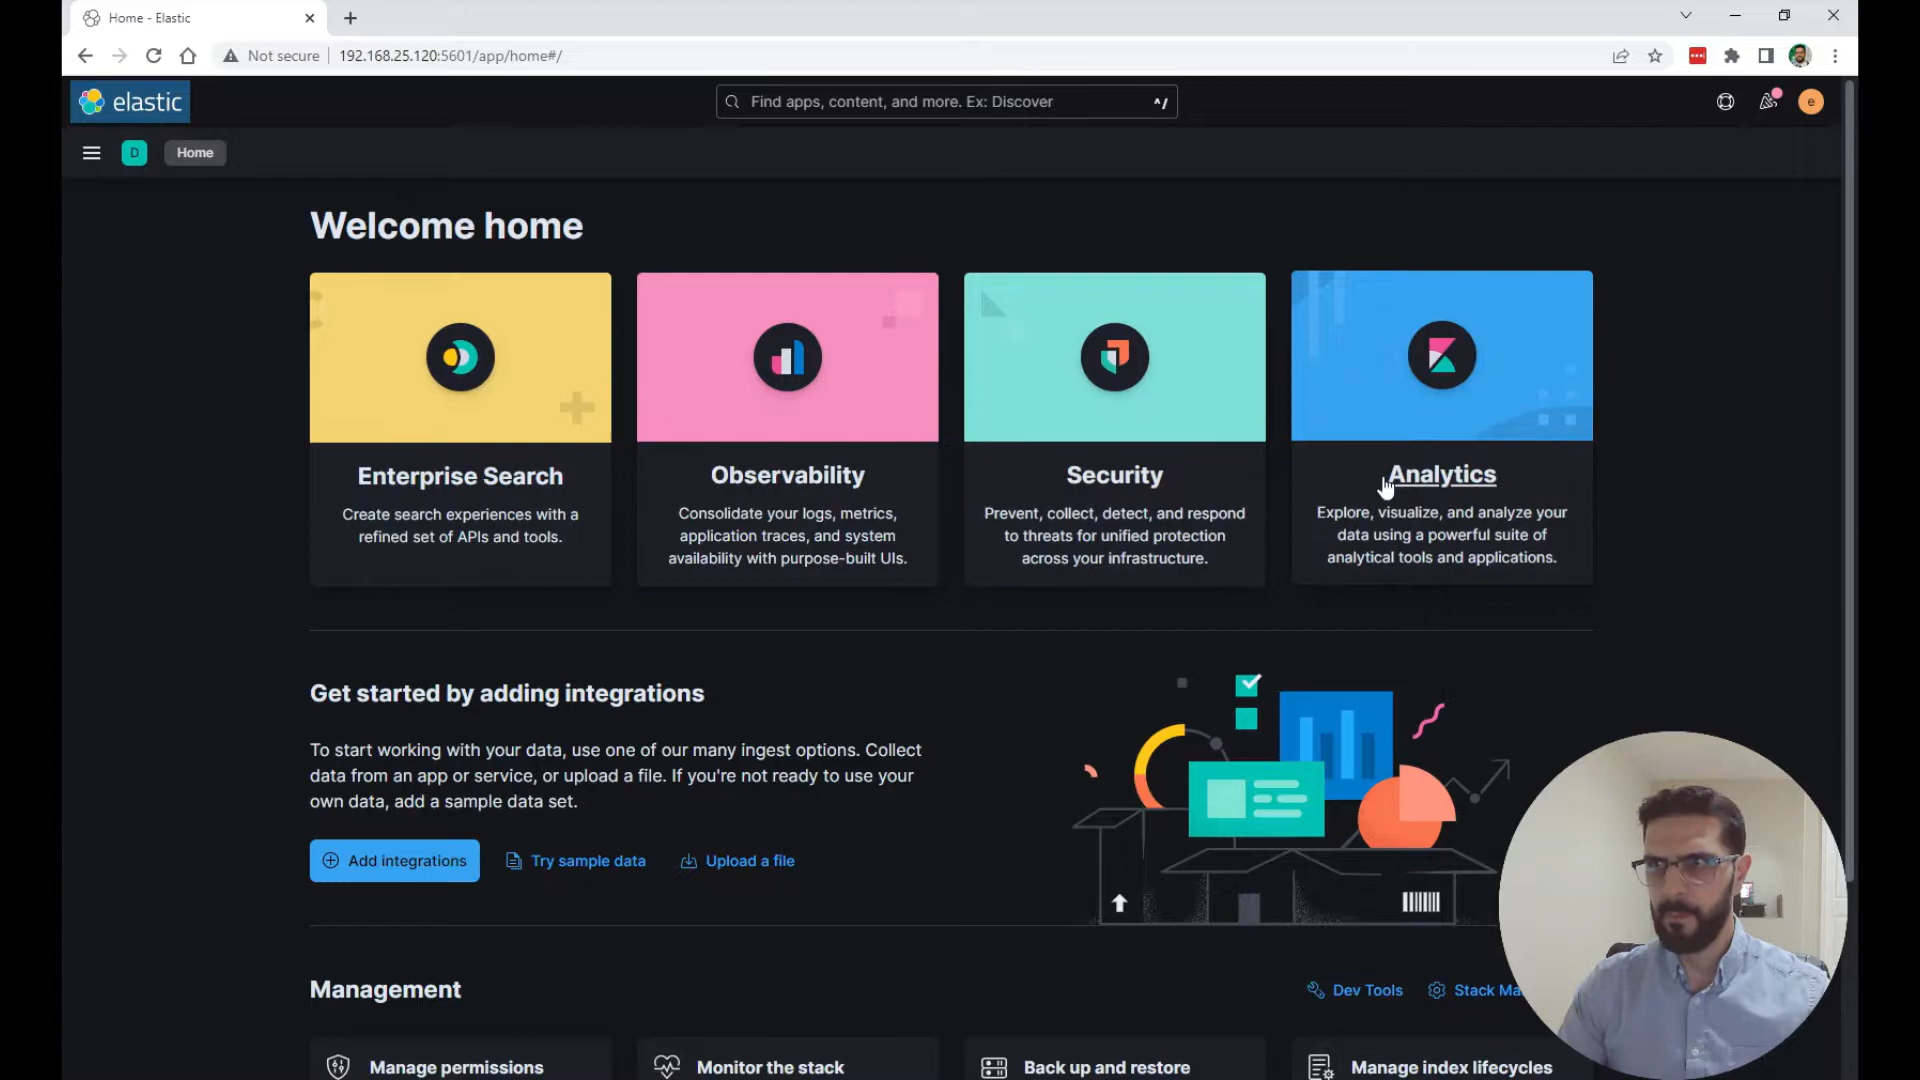 Home - Elastic
Not secure
192.168.25.120:5601/app/home#/
elastic
Find apps, content, and more. Ex: Discover
^/
e
D
Home
Welcome home
Enterprise Search
Create search experiences with a
refined set of APIs and tools.
Observability
Consolidate your logs, metrics,
application traces, and system
availability with purpose-built UIs.
Security
Prevent, collect, detect, and respond
to threats for unified protection
across your infrastructure.
Analytics
Explore, visualize, and analyze your
data using a powerful suite of
analytical tools and applications.
Get started by adding integrations
To start working with your data, use one of our many ingest options. Collect
data from an app or service, or upload a file. If you're not ready to use your
own data, add a sample data set.
Add integrations
Try sample data
Upload a file
Management
Dev Tools
Stack Ma
Manage permissions
Monitor the stack
Back up and restore
Manage index lifecycles